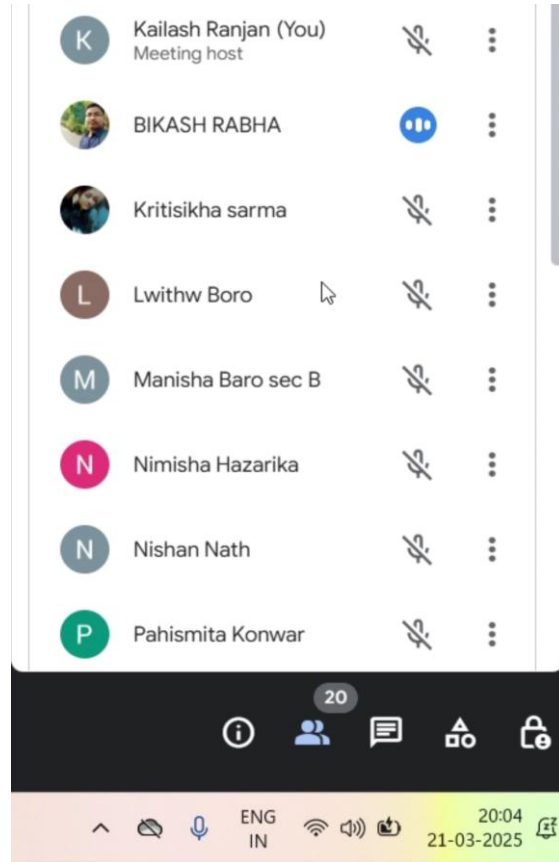 K
Kailash Ranjan (You)
Meeting host
BIKASH RABHA
Kritisikha sarma
L
Lwithw Boro
M
Manisha Baro sec B
N
Nimisha Hazarika
N
Nishan Nath
P
Pahismita Konwar
20
ENG
IN
20:04
21-03-2025